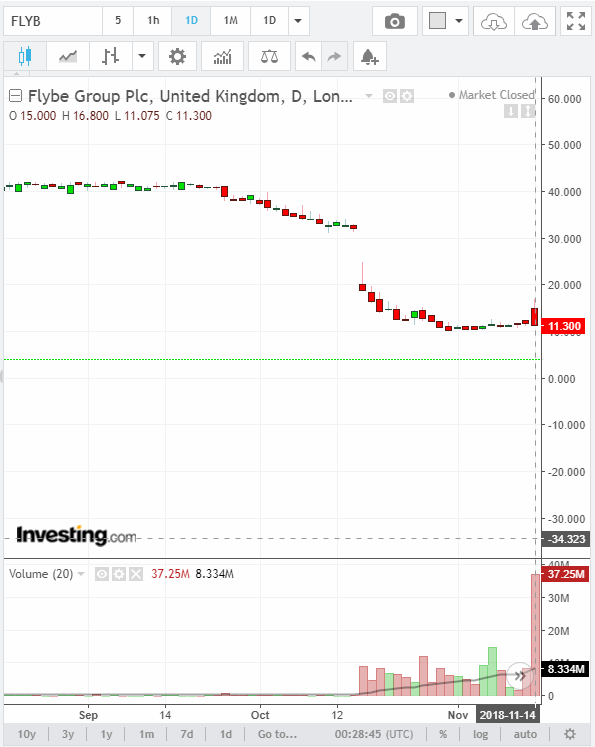 FLYB 5 1h 1D 1M 1D
Flybe Group Plc, United Kingdom, D, Lon... Market Closed
O 15.000 H 16.800 L 11.075 C 11.300
60.000
50.000
40.000
30.000
20.000
11.300
0.000
-10.000
-20.000
-30.000
Investing.com
-34.323
Volume (20) 37.25M 8.334M
40M
37.25M
30M
20M
8.334M
0
Sep 14 Oct 12 Nov 2018-11-14
10y 3y 1y 1m 7d 1d Go to... 00:28:45 (UTC) % log auto